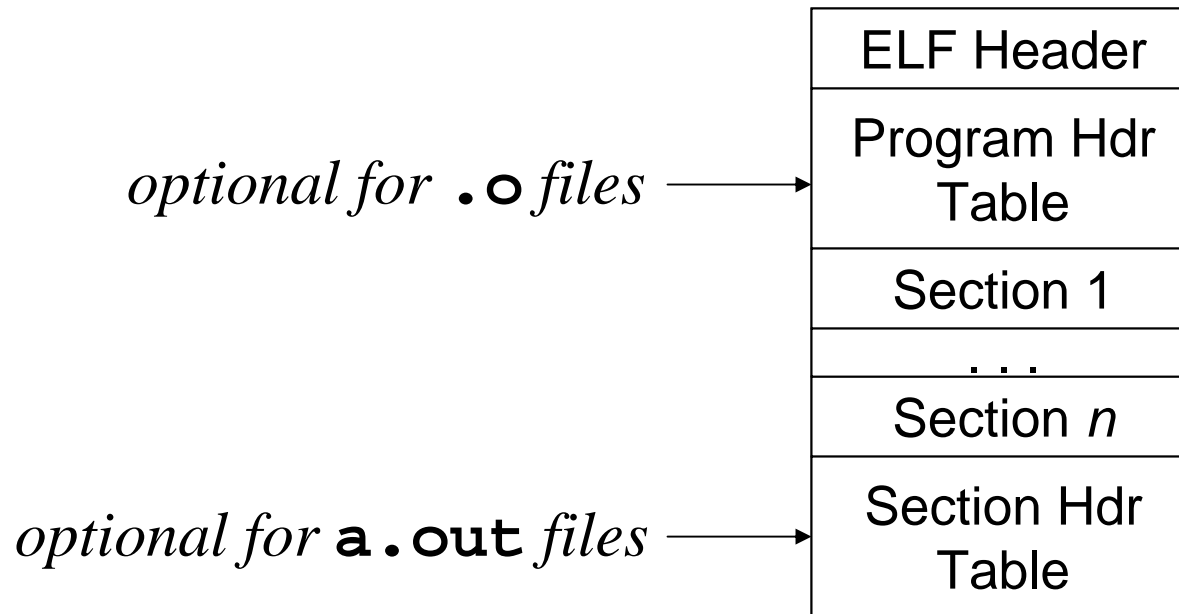 ELF Header
Program Hdr
Table
optional for .o files
Section 1
. . .
Section n
Section Hdr
Table
optional for a.out files